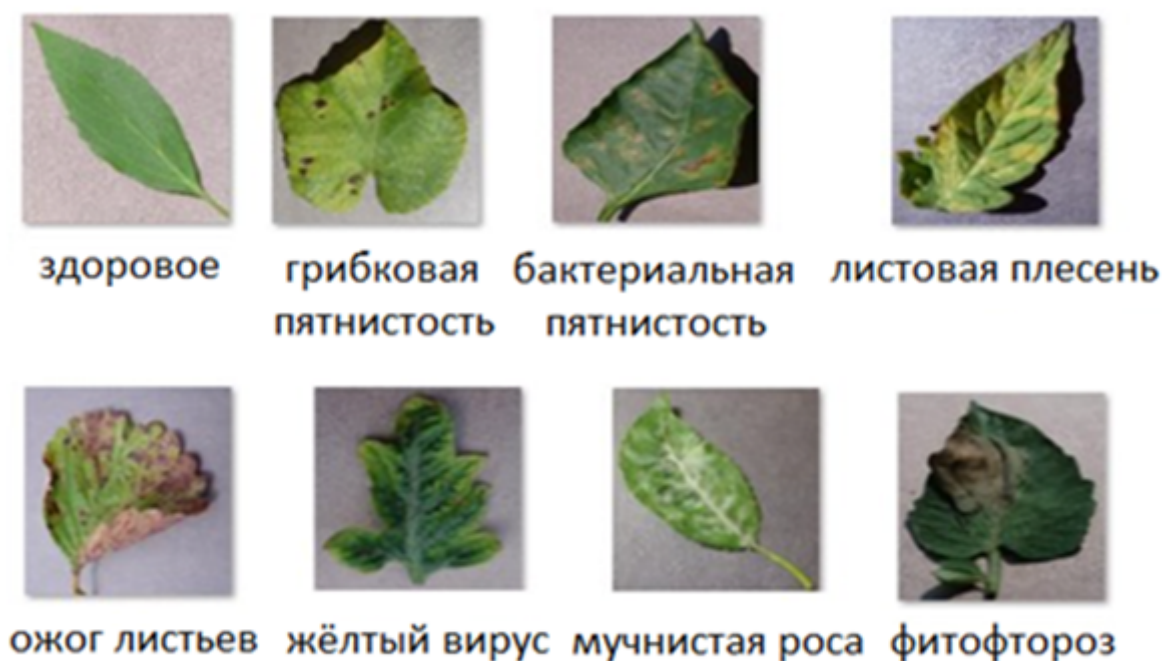 здоровое
грибковая пятнистость
бактериальная пятнистость
листовая плесень
ожог листьев
жёлтый вирус
мучнистая роса
фитофтороз